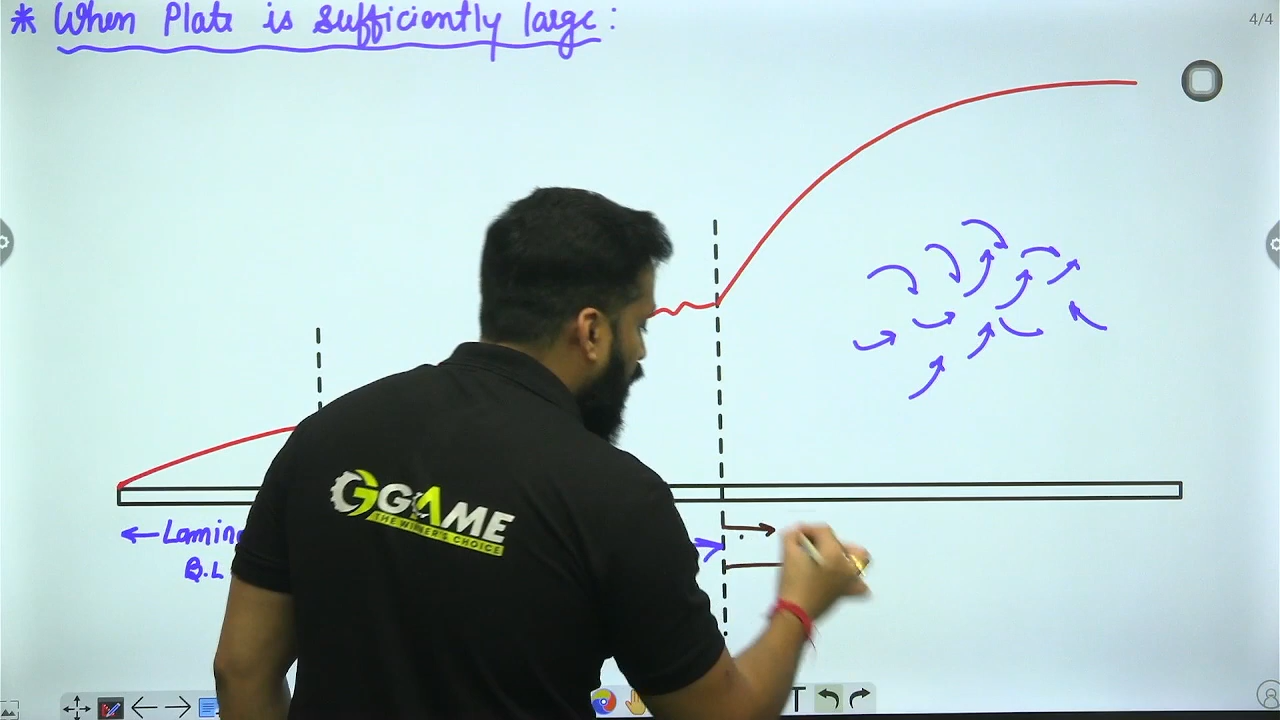 * When Plate is sufficiently large:
4/4
GGAME
THE WINNER'S CHOICE
← Lamin
B.L
T